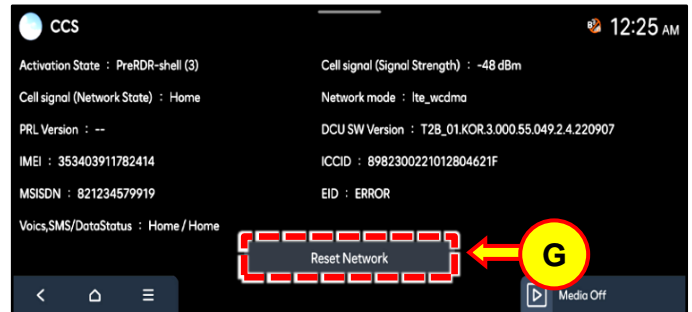 CCS
12:25 AM
Activation State : PreRDR-shell (3)
Cell signal (Signal Strength) : -48 dBm
Cell signal (Network State) : Home
Network mode : lte_wcdma
PRL Version : --
DCU SW Version : T2B_01.KOR.3.000.55.049.2.4.220907
IMEI : 353403911782414
ICCID : 8982300221012804621F
MSISDN : 821234579919
EID : ERROR
Voics,SMS/DataStatus : Home / Home
Reset Network
G
Media Off